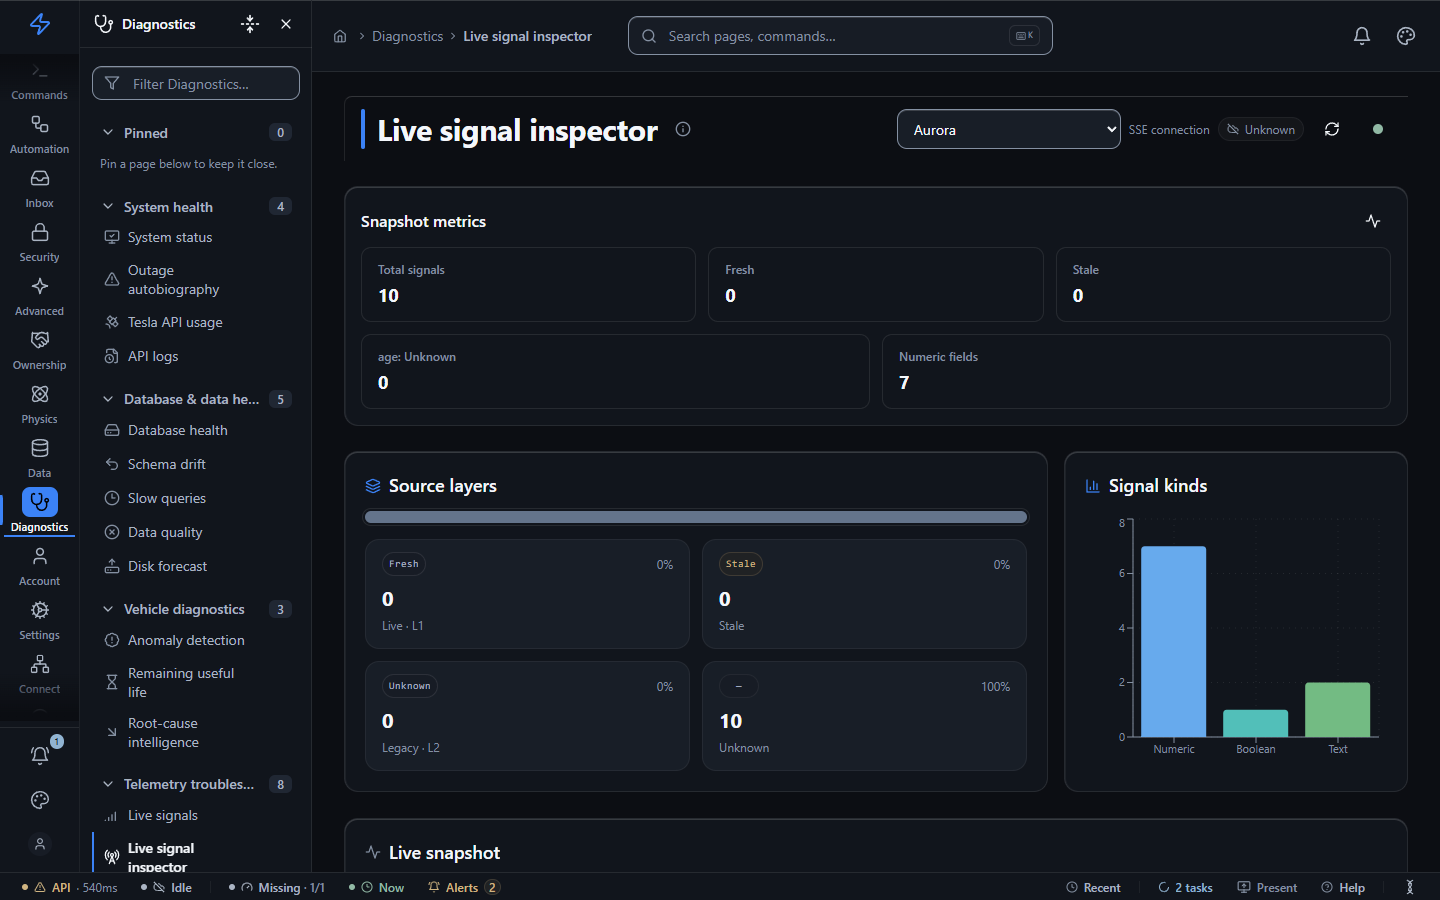 Commands
Automation
Inbox
Security
Advanced
Ownership
Physics
Data
Diagnostics
Account
Settings
Connect
1
Diagnostics
Filter Diagnostics...
Pinned 0
Pin a page below to keep it close.
System health 4
System status
Outage
autobiography
Tesla API usage
API logs
Database & data he... 5
Database health
Schema drift
Slow queries
Data quality
Disk forecast
Vehicle diagnostics 3
Anomaly detection
Remaining useful
life
Root-cause
intelligence
Telemetry troubles... 8
Live signals
Live signal
inspector
Diagnostics Live signal inspector
Search pages, commands... K
Live signal inspector
Aurora
SSE connection Unknown
Snapshot metrics
Total signals
10
Fresh
0
Stale
0
age: Unknown
0
Numeric fields
7
Source layers
Fresh 0%
0
Live · L1
Stale 0%
0
Stale
Unknown 0%
0
Legacy · L2
– 100%
10
Unknown
Signal kinds
8
6
4
2
0
Numeric Boolean Text
Live snapshot
API · 540ms Idle Missing · 1/1 Now Alerts 2 Recent 2 tasks Present Help